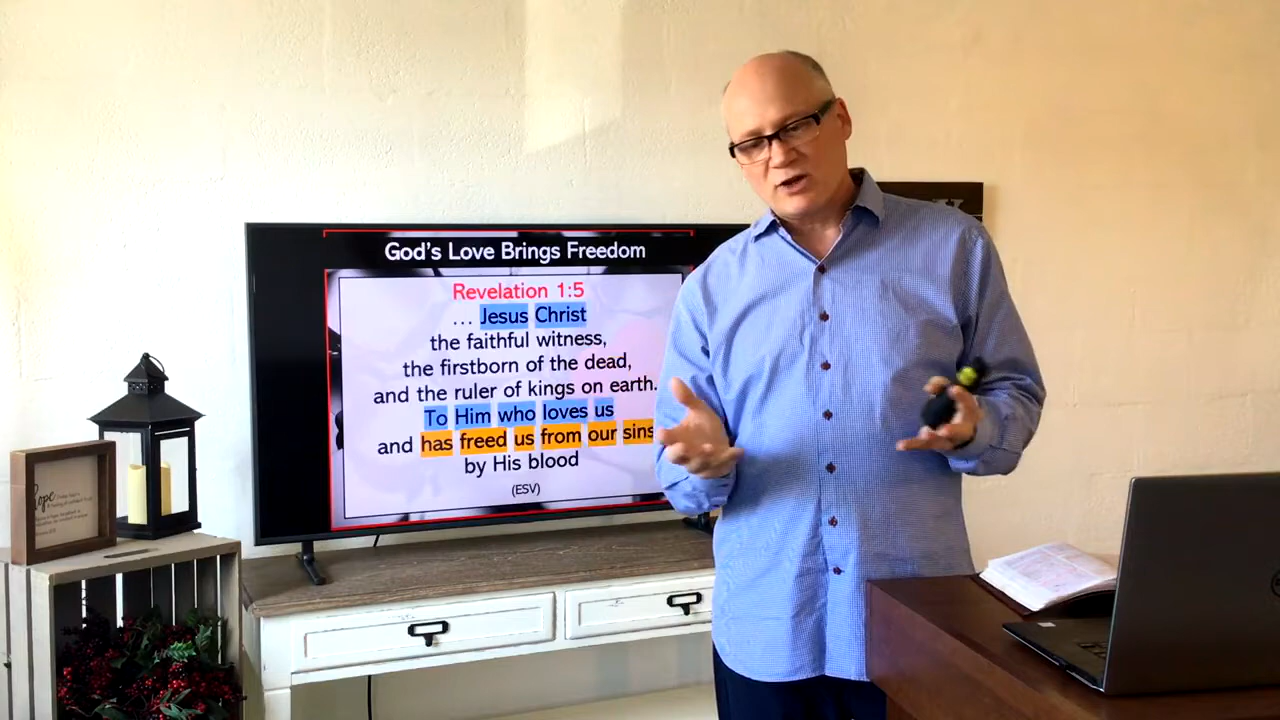 God's Love Brings Freedom
Revelation 1:5
... Jesus Christ
the faithful witness,
the firstborn of the dead,
and the ruler of kings on earth.
To Him who loves us
and has freed us from our sins
by His blood
(ESV)
Hope